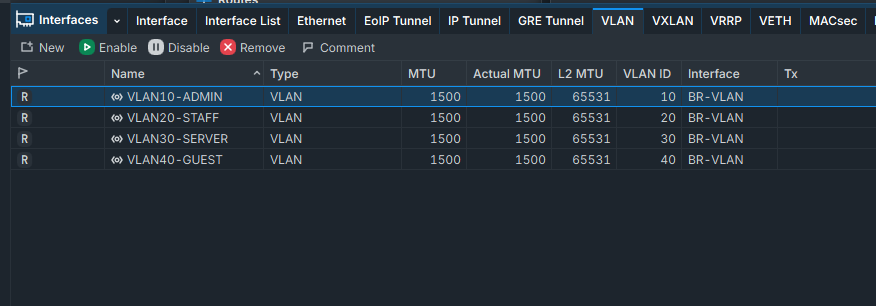 Routes
Interfaces Interface Interface List Ethernet EoIP Tunnel IP Tunnel GRE Tunnel VLAN VXLAN VRRP VETH MACsec
New Enable Disable Remove Comment
Name Type MTU Actual MTU L2 MTU VLAN ID Interface Tx
R VLAN10-ADMIN VLAN 1500 1500 65531 10 BR-VLAN
R VLAN20-STAFF VLAN 1500 1500 65531 20 BR-VLAN
R VLAN30-SERVER VLAN 1500 1500 65531 30 BR-VLAN
R VLAN40-GUEST VLAN 1500 1500 65531 40 BR-VLAN